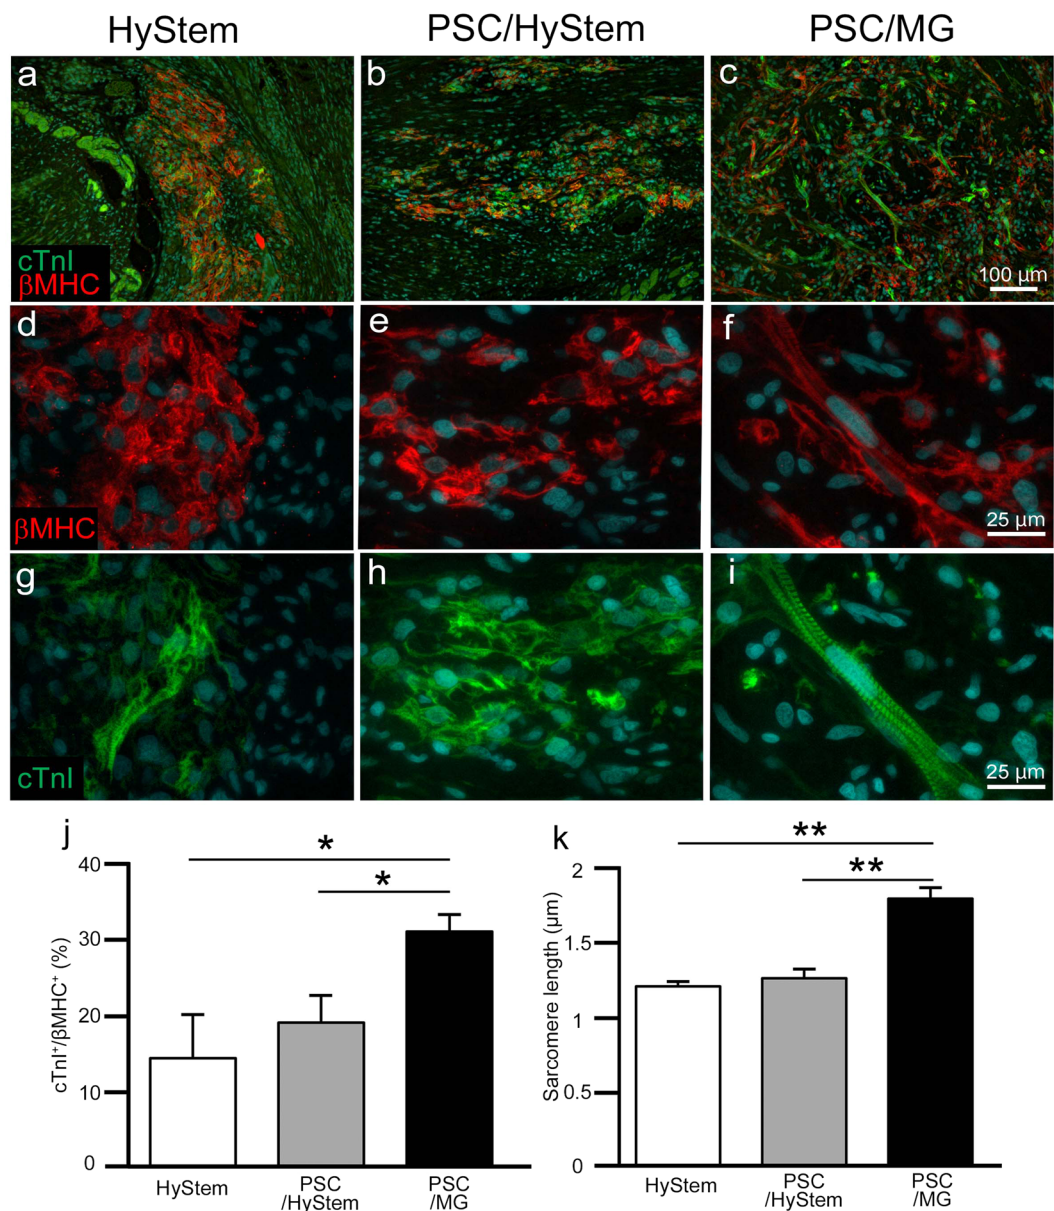 HyStem PSC/HyStem PSC/MG
a b c
cTnI
βMHC
100 μm
d e f
βMHC
25 μm
g h i
cTnI
25 μm
j
*
*
cTnI⁺/βMHC⁺ (%)
40
30
20
10
0
HyStem
PSC
/HyStem
PSC
/MG
k
**
**
Sarcomere length (μm)
2
1.5
1
0.5
0
HyStem
PSC
/HyStem
PSC
/MG